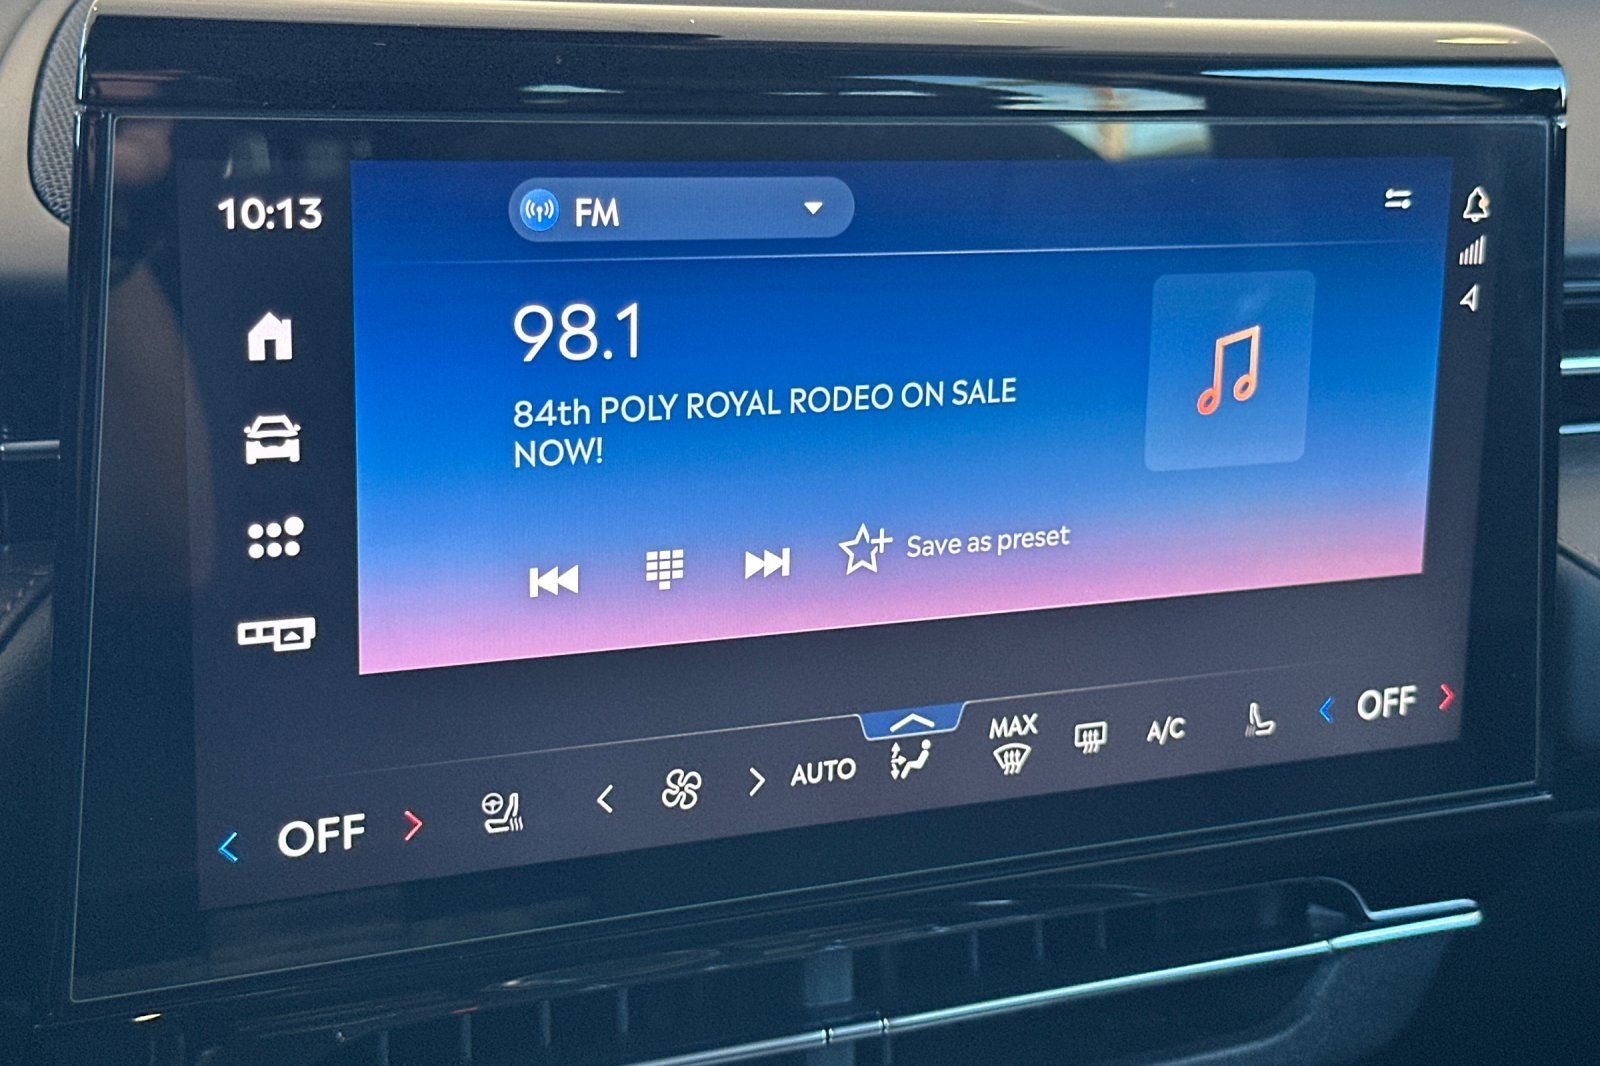 10:13
FM
98.1
84th POLY ROYAL RODEO ON SALE
NOW!
Save as preset
OFF
AUTO
MAX
A/C
OFF